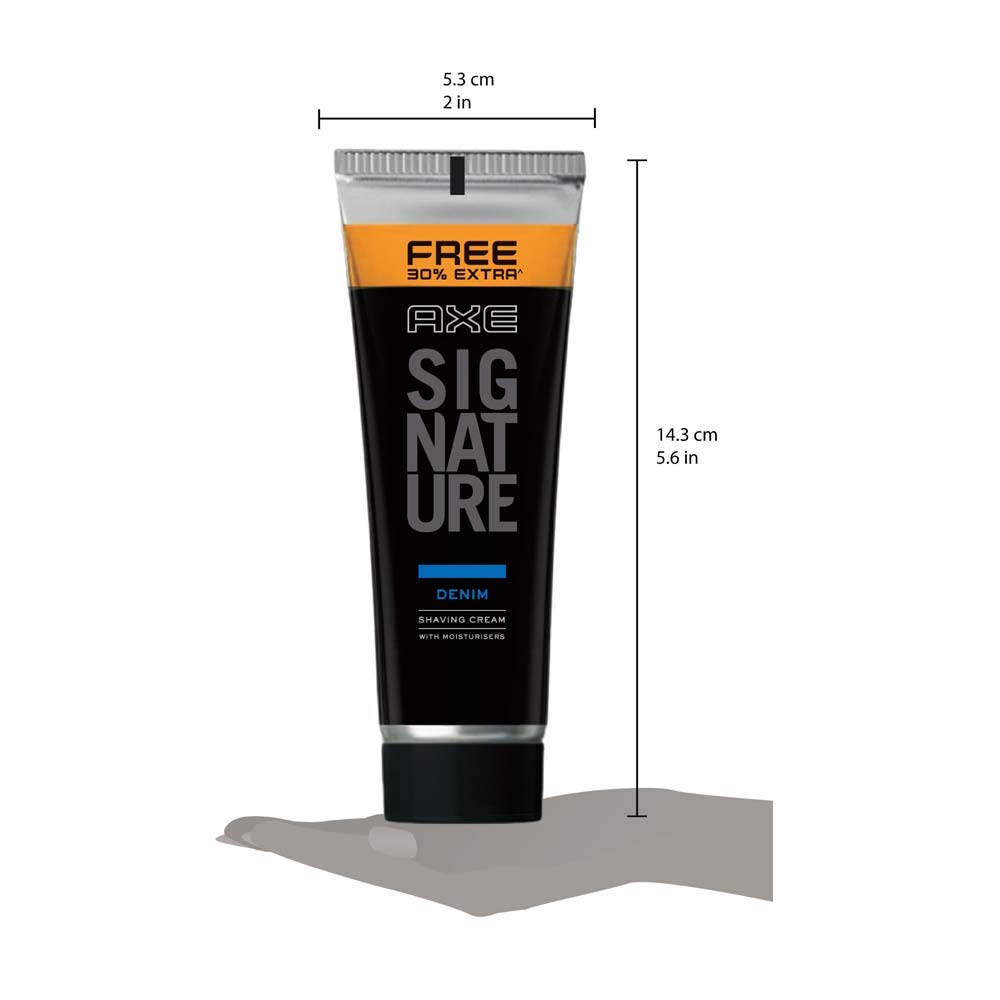 5.3 cm
2 in
FREE
30% EXTRA^
AXE
SIG
NAT
URE
DENIM
SHAVING CREAM
WITH MOISTURISERS
14.3 cm
5.6 in